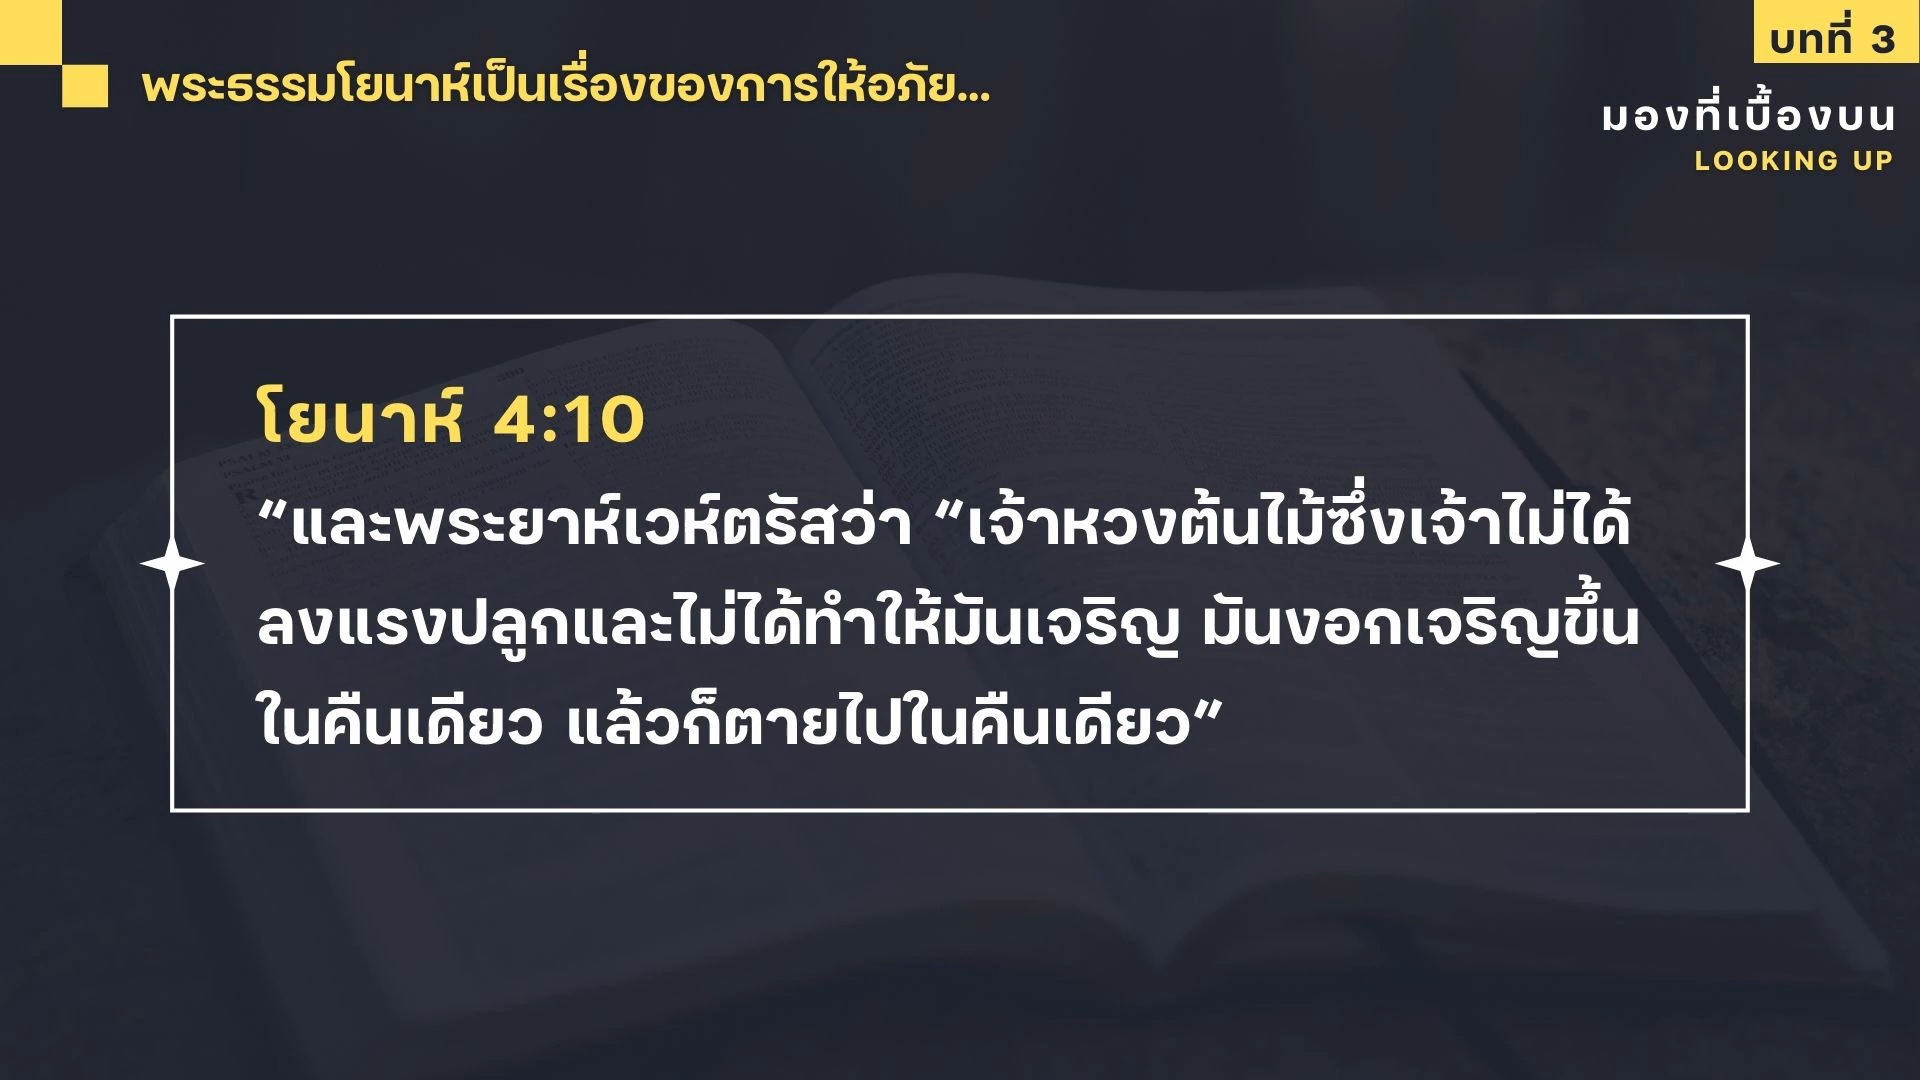 พระธรรมโยนาห์เป็นเรื่องของการให้อภัย...
บทที่ 3
มองที่เบื้องบน
LOOKING UP
โยนาห์ 4:10
“และพระยาห์เวห์ตรัสว่า “เจ้าหวงต้นไม้ซึ่งเจ้าไม่ได้
ลงแรงปลูกและไม่ได้ทำให้มันเจริญ มันงอกเจริญขึ้น
ในคืนเดียว แล้วก็ตายไปในคืนเดียว”